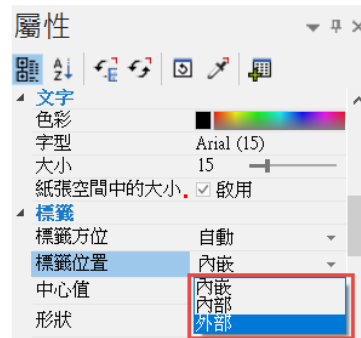 屬性
文字
色彩
字型 Arial (15)
大小 15
紙張空間中的大小. 啟用
標籤
標籤方位 自動
標籤位置 內嵌
中心值 內嵌
內部
形狀 外部